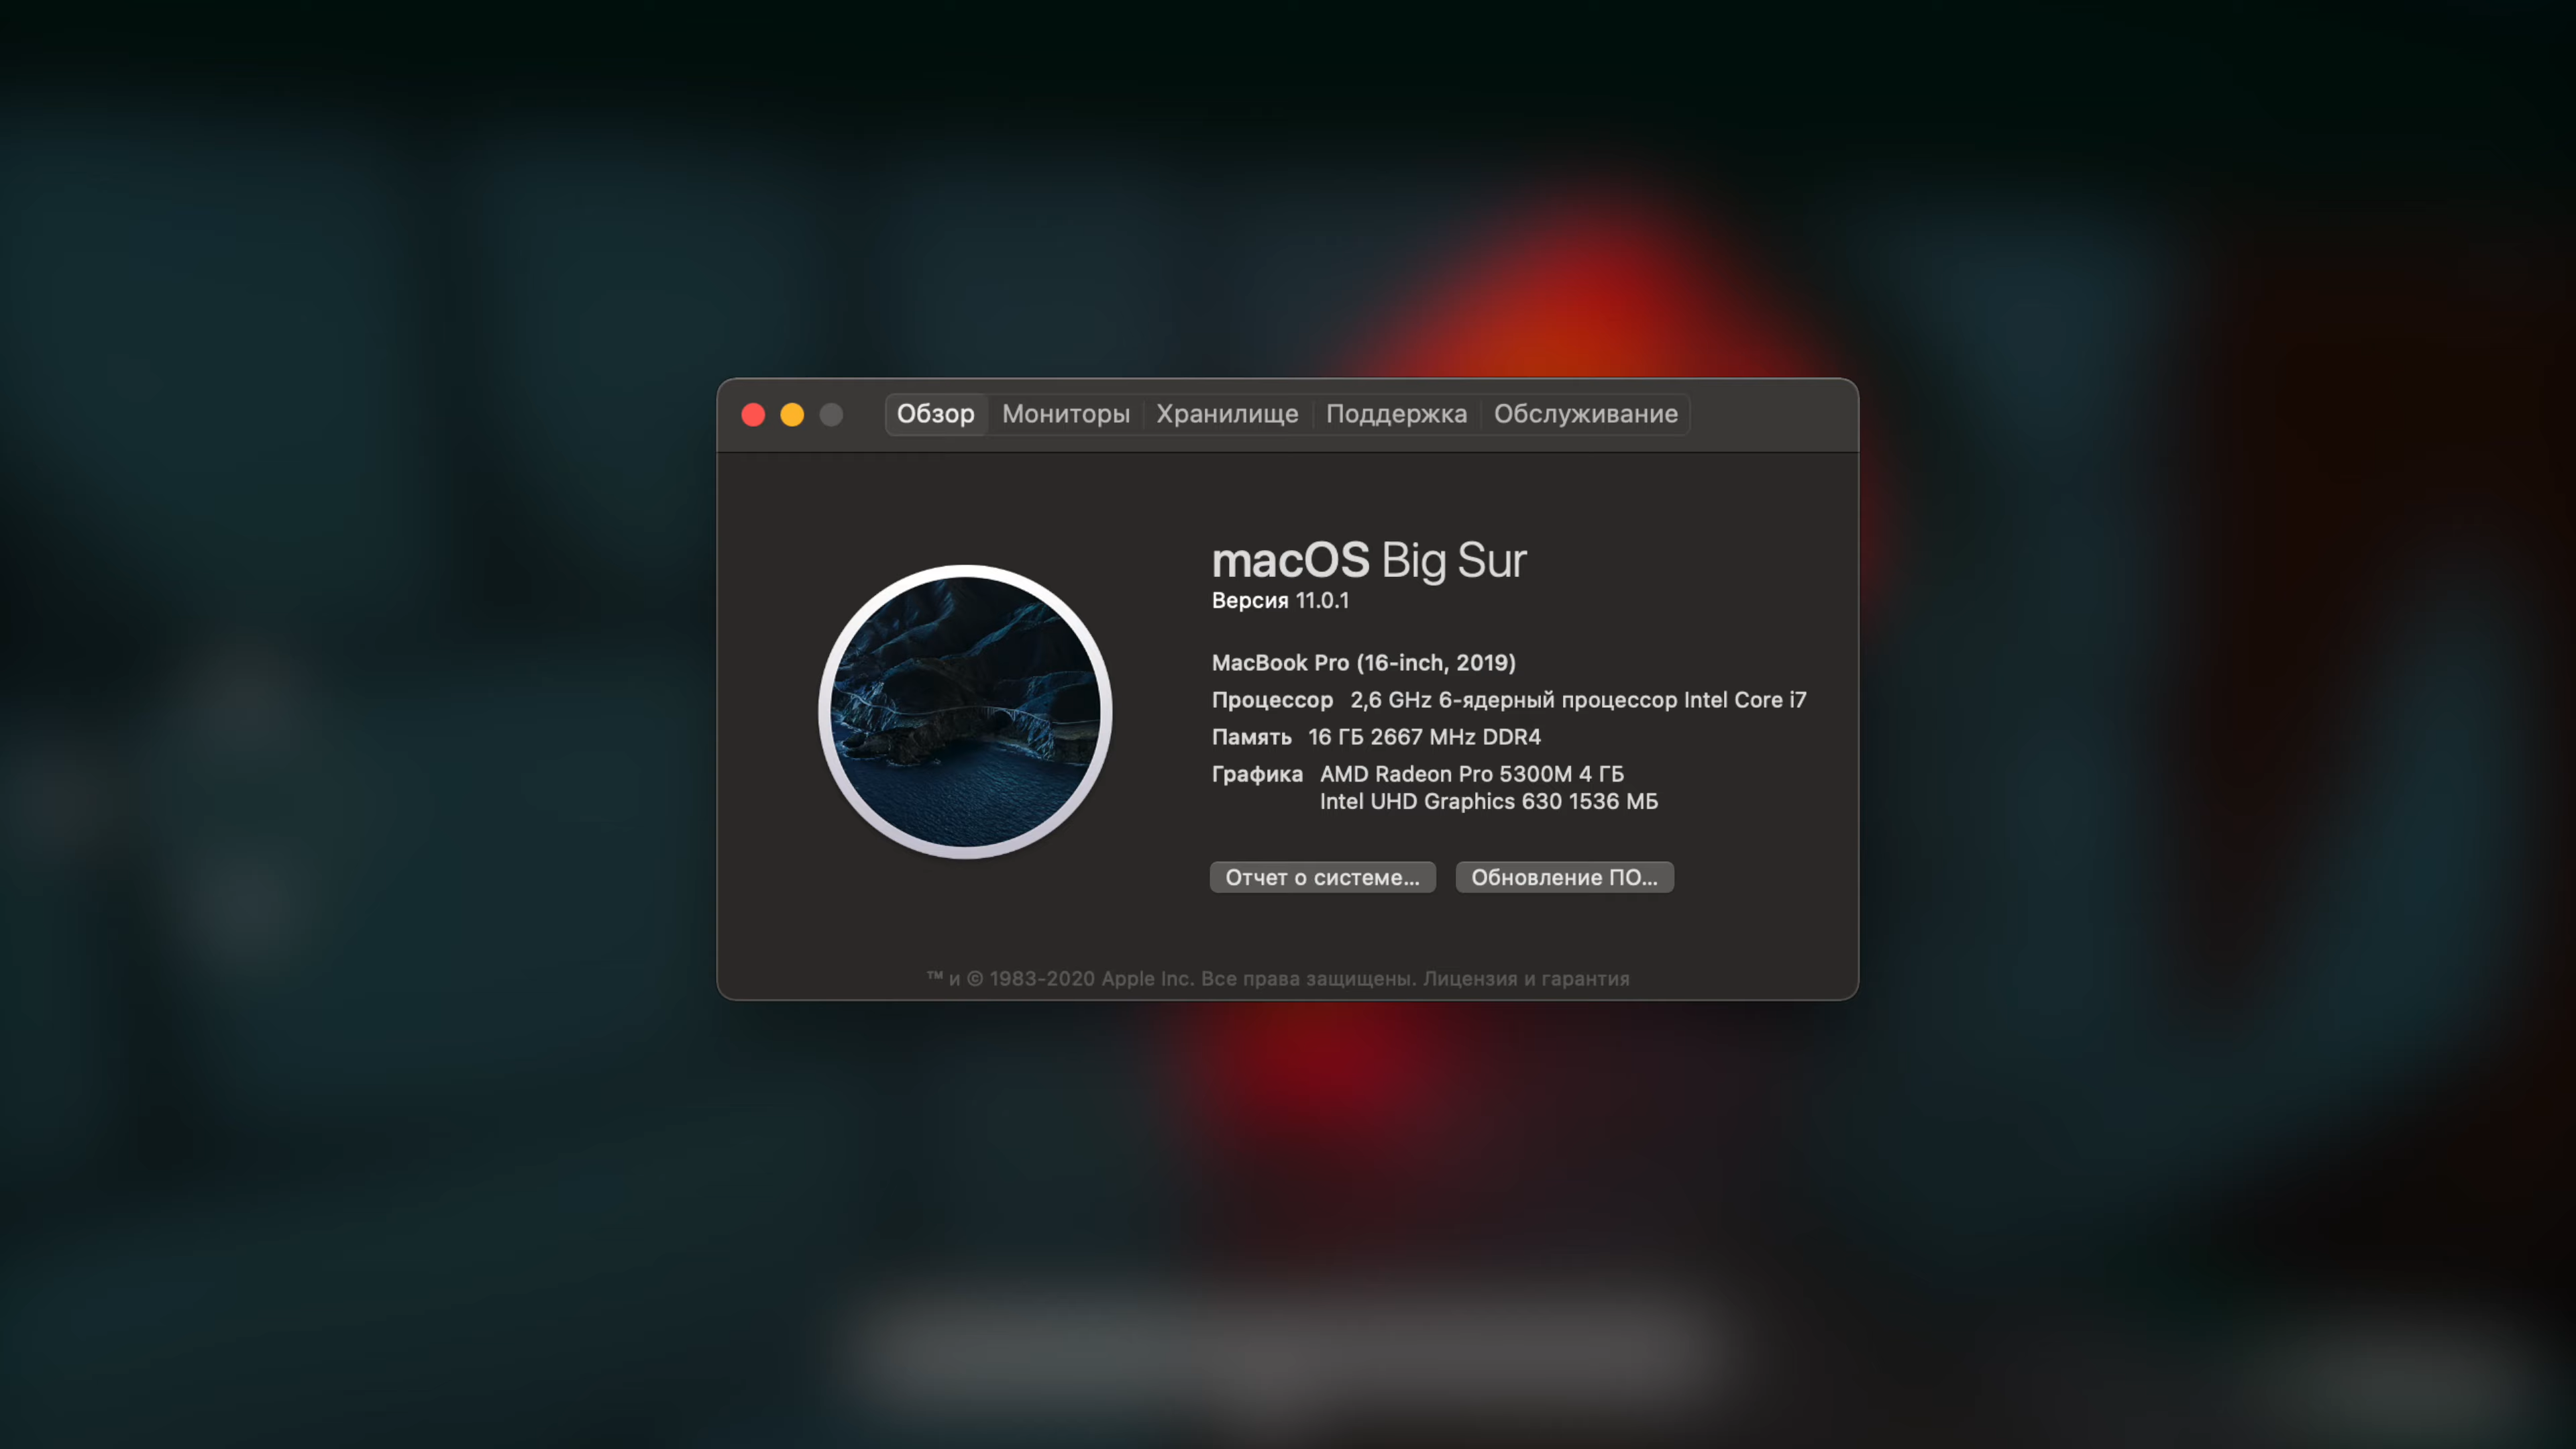 Обзор Мониторы Хранилище Поддержка Обслуживание
macOS Big Sur
Версия 11.0.1
MacBook Pro (16-inch, 2019)
Процессор 2,6 GHz 6-ядерный процессор Intel Core i7
Память 16 ГБ 2667 MHz DDR4
Графика AMD Radeon Pro 5300M 4 ГБ
Intel UHD Graphics 630 1536 МБ
Отчет о системе... Обновление ПО...
™ и © 1983-2020 Apple Inc. Все права защищены. Лицензия и гарантия